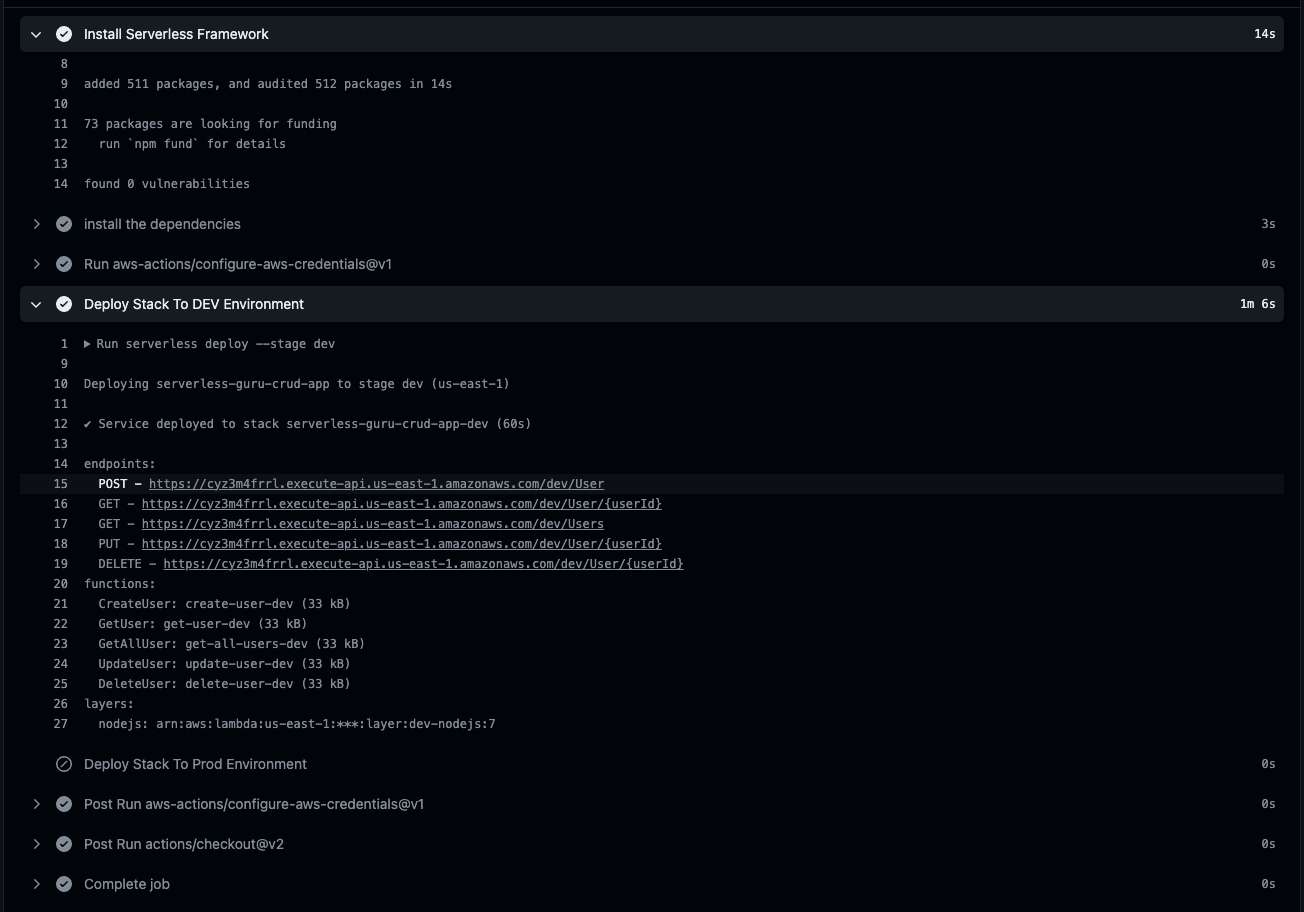 Install Serverless Framework 14s
8
9 added 511 packages, and audited 512 packages in 14s
10
11 73 packages are looking for funding
12 run `npm fund` for details
13
14 found 0 vulnerabilities
install the dependencies 3s
Run aws-actions/configure-aws-credentials@v1 0s
Deploy Stack To DEV Environment 1m 6s
1 ▶ Run serverless deploy --stage dev
9
10 Deploying serverless-guru-crud-app to stage dev (us-east-1)
11
12 ✔ Service deployed to stack serverless-guru-crud-app-dev (60s)
13
14 endpoints:
15 POST - https://cyz3m4frrl.execute-api.us-east-1.amazonaws.com/dev/User
16 GET - https://cyz3m4frrl.execute-api.us-east-1.amazonaws.com/dev/User/{userId}
17 GET - https://cyz3m4frrl.execute-api.us-east-1.amazonaws.com/dev/Users
18 PUT - https://cyz3m4frrl.execute-api.us-east-1.amazonaws.com/dev/User/{userId}
19 DELETE - https://cyz3m4frrl.execute-api.us-east-1.amazonaws.com/dev/User/{userId}
20 functions:
21 CreateUser: create-user-dev (33 kB)
22 GetUser: get-user-dev (33 kB)
23 GetAllUser: get-all-users-dev (33 kB)
24 UpdateUser: update-user-dev (33 kB)
25 DeleteUser: delete-user-dev (33 kB)
26 layers:
27 nodejs: arn:aws:lambda:us-east-1:***:layer:dev-nodejs:7
Deploy Stack To Prod Environment 0s
Post Run aws-actions/configure-aws-credentials@v1 0s
Post Run actions/checkout@v2 0s
Complete job 0s